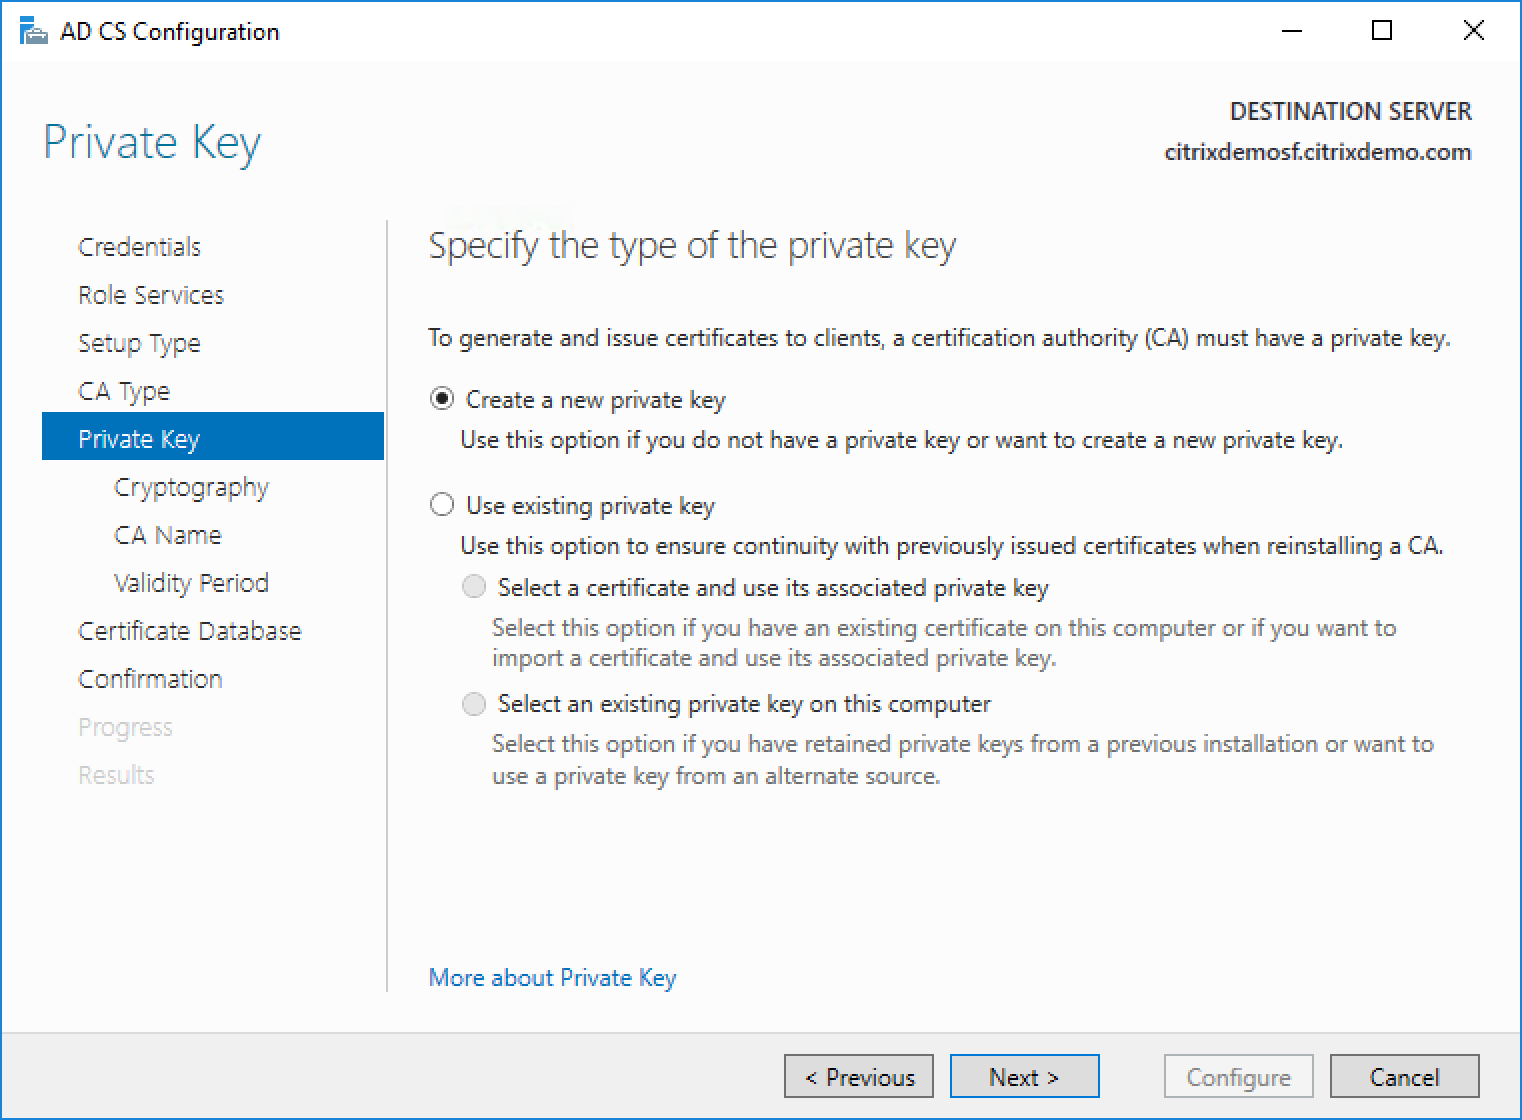 AD CS Configuration
Private Key
DESTINATION SERVER
citrixdemosf.citrixdemo.com
Credentials
Role Services
Setup Type
CA Type
Private Key
Cryptography
CA Name
Validity Period
Certificate Database
Confirmation
Progress
Results
Specify the type of the private key
To generate and issue certificates to clients, a certification authority (CA) must have a private key.
Create a new private key
Use this option if you do not have a private key or want to create a new private key.
Use existing private key
Use this option to ensure continuity with previously issued certificates when reinstalling a CA.
Select a certificate and use its associated private key
Select this option if you have an existing certificate on this computer or if you want to
import a certificate and use its associated private key.
Select an existing private key on this computer
Select this option if you have retained private keys from a previous installation or want to
use a private key from an alternate source.
More about Private Key
< Previous
Next >
Configure
Cancel